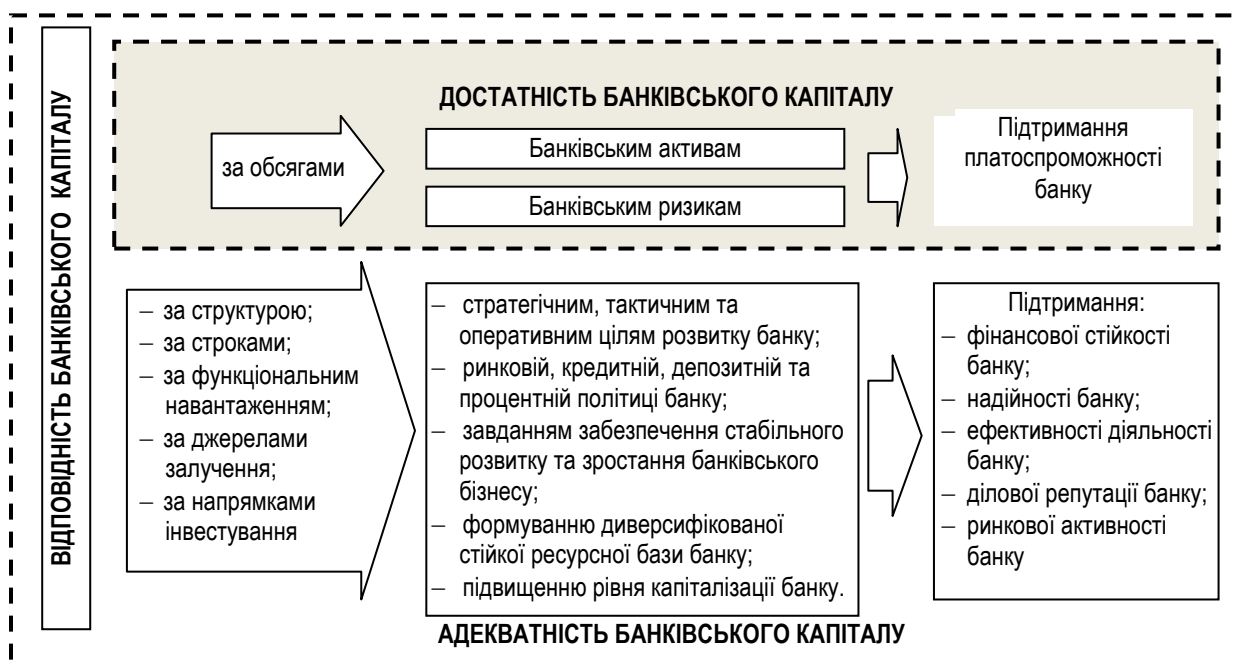 ВІДПОВІДНІСТЬ БАНКІВСЬКОГО КАПІТАЛУ
ДОСТАТНІСТЬ БАНКІВСЬКОГО КАПІТАЛУ
за обсягами
Банківським активам
Банківським ризикам
Підтримання
платоспроможності
банку
– за структурою;
– за строками;
– за функціональним
навантаженням;
– за джерелами
залучення;
– за напрямками
інвестування
– стратегічним, тактичним та
оперативним цілям розвитку банку;
– ринковій, кредитній, депозитній та
процентній політиці банку;
– завданням забезпечення стабільного
розвитку та зростання банківського
бізнесу;
– формуванню диверсифікованої
стійкої ресурсної бази банку;
– підвищенню рівня капіталізації банку.
Підтримання:
– фінансової стійкості
банку;
– надійності банку;
– ефективності діяльності
банку;
– ділової репутації банку;
– ринкової активності
банку
АДЕКВАТНІСТЬ БАНКІВСЬКОГО КАПІТАЛУ